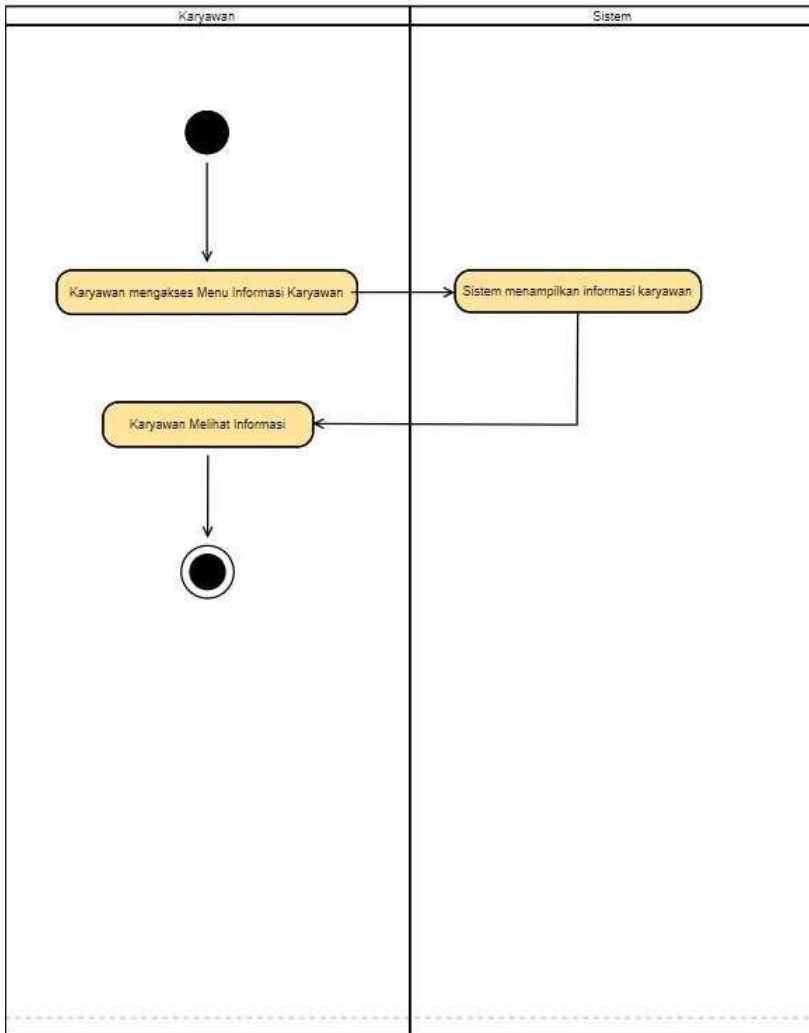 Karyawan
Sistem
Karyawan mengakses Menu Informasi Karyawan
Sistem menampilkan informasi karyawan
Karyawan Melihat Informasi